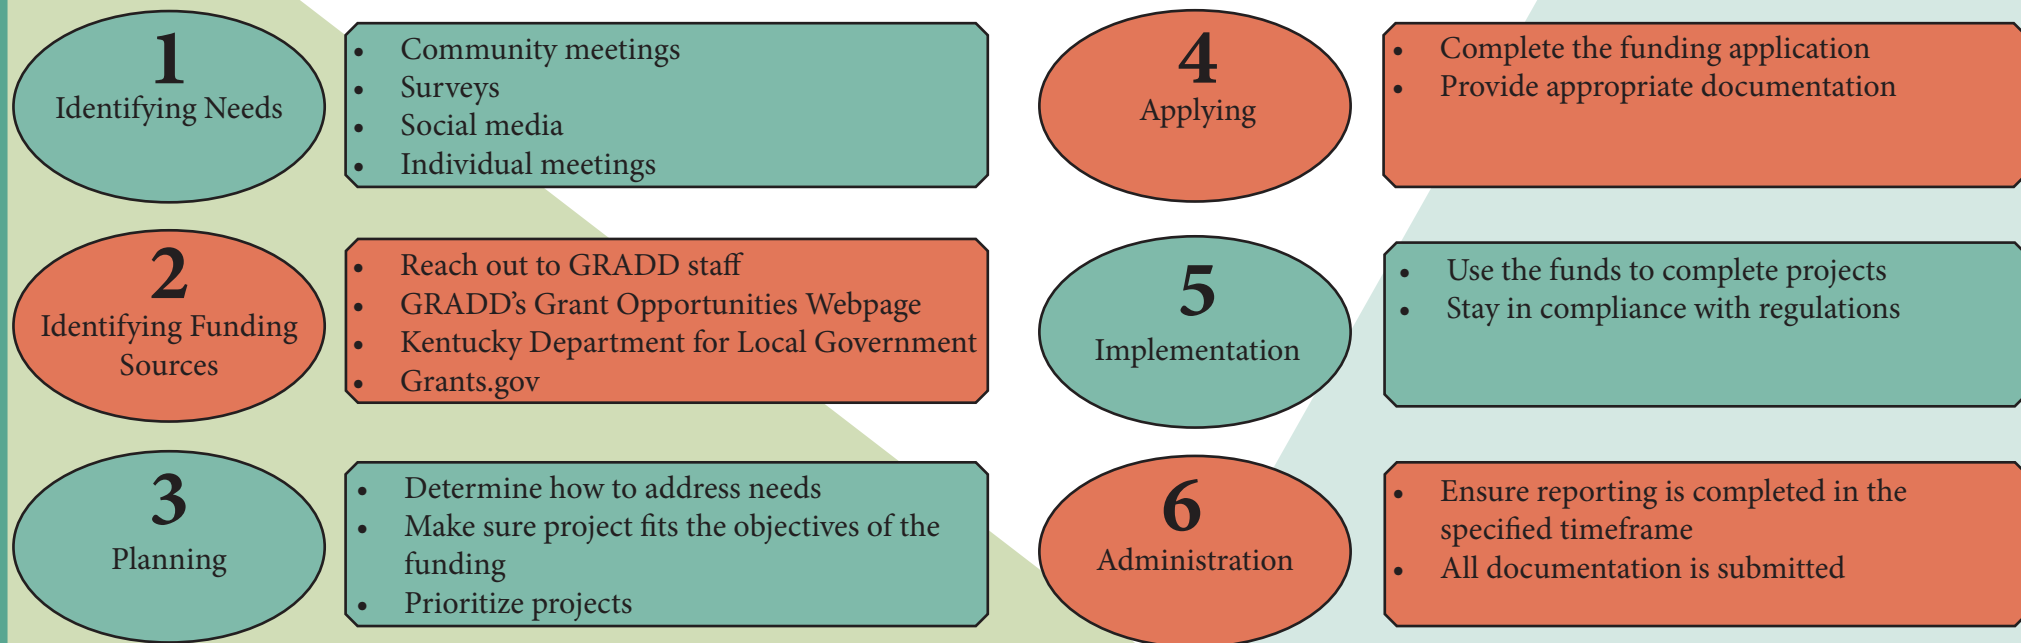 1
Identifying Needs
• Community meetings
• Surveys
• Social media
• Individual meetings
2
Identifying Funding
Sources
• Reach out to GRADD staff
• GRADD's Grant Opportunities Webpage
• Kentucky Department for Local Government
• Grants.gov
3
Planning
• Determine how to address needs
• Make sure project fits the objectives of the
funding
• Prioritize projects
4
Applying
• Complete the funding application
• Provide appropriate documentation
5
Implementation
• Use the funds to complete projects
• Stay in compliance with regulations
6
Administration
• Ensure reporting is completed in the
specified timeframe
• All documentation is submitted